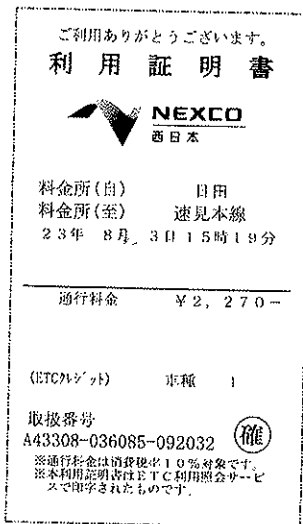 ご利用ありがとうございます。
利用証明書
NEXCO
西日本
料金所(自) 日田
料金所(至) 速見本線
23年 8月 3日15時19分
通行料金 ¥2,270-
(ETCクレジット) 車種 1
取扱番号
A43308-036085-092032 確
※通行料金は消費税率10%対象です。
※本利用証明書はETC利用照会サービ
スで印字されたものです。